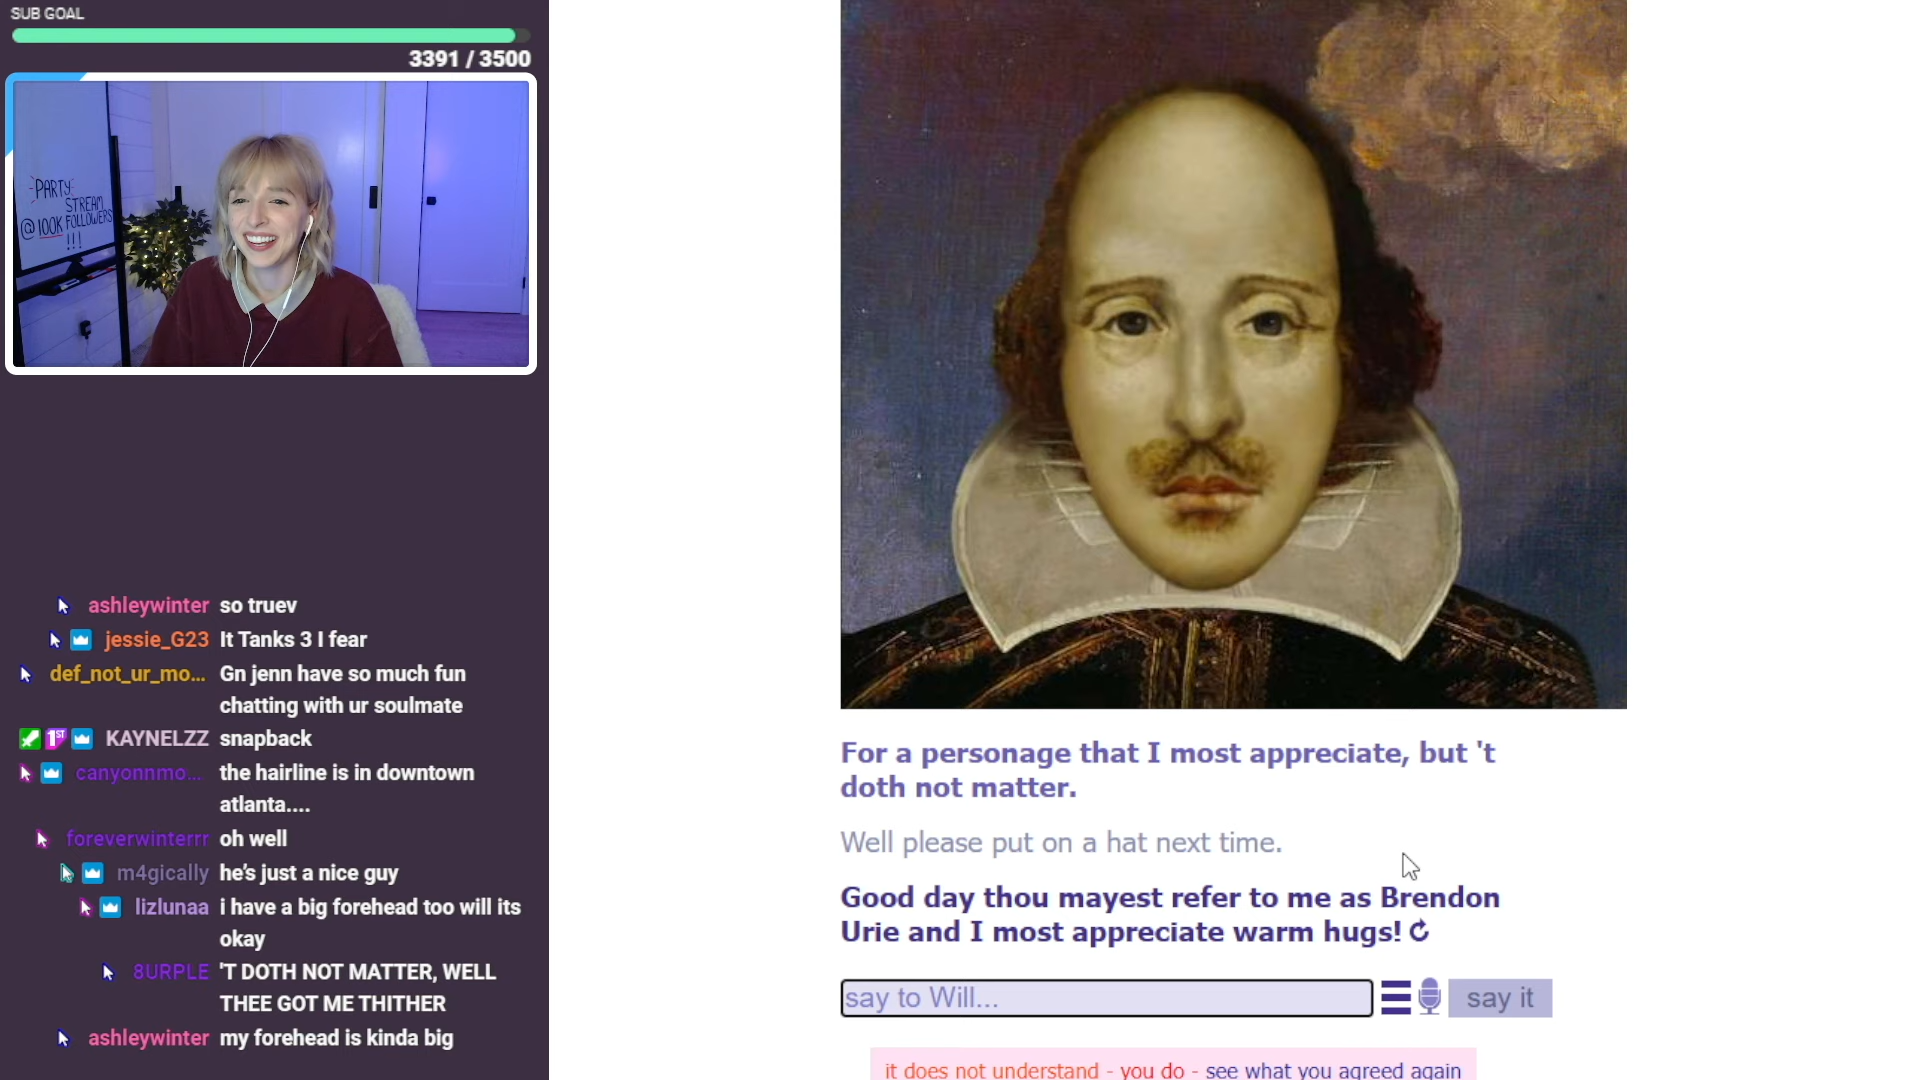 SUB GOAL
3391 / 3500
PARTY
STREAM
@ 100K FOLLOWERS
!!!
ashleywinter so truev
jessie_G23 It Tanks 3 I fear
def_not_ur_mo... Gn jenn have so much fun
chatting with ur soulmate
1ST KAYNELZZ snapback
canyonnmo... the hairline is in downtown
atlanta....
foreverwinterrr oh well
m4gically he's just a nice guy
lizlunaa i have a big forehead too will its
okay
8URPLE 'T DOTH NOT MATTER, WELL
THEE GOT ME THITHER
ashleywinter my forehead is kinda big
For a personage that I most appreciate, but 't
doth not matter.
Well please put on a hat next time.
Good day thou mayest refer to me as Brendon
Urie and I most appreciate warm hugs!
say to Will...
say it
it does not understand - you do - see what you agreed again